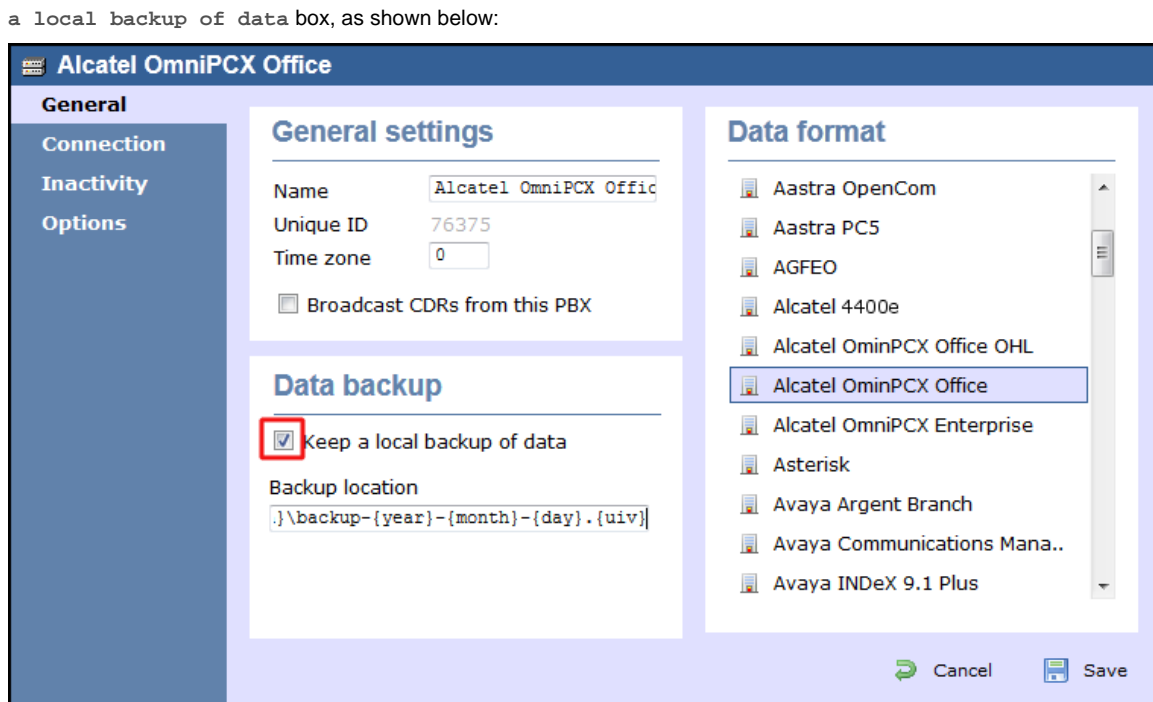 a local backup of data box, as shown below:
Alcatel OmniPCX Office
General
Connection
Inactivity
Options
General settings
Name Alcatel OmniPCX Offic
Unique ID 76375
Time zone 0
Broadcast CDRs from this PBX
Data backup
Keep a local backup of data
Backup location
.}\backup-{year}-{month}-{day}.{uiv}
Data format
Aastra OpenCom
Aastra PC5
AGFEO
Alcatel 4400e
Alcatel OminPCX Office OHL
Alcatel OminPCX Office
Alcatel OmniPCX Enterprise
Asterisk
Avaya Argent Branch
Avaya Communications Mana..
Avaya INDeX 9.1 Plus
Cancel Save